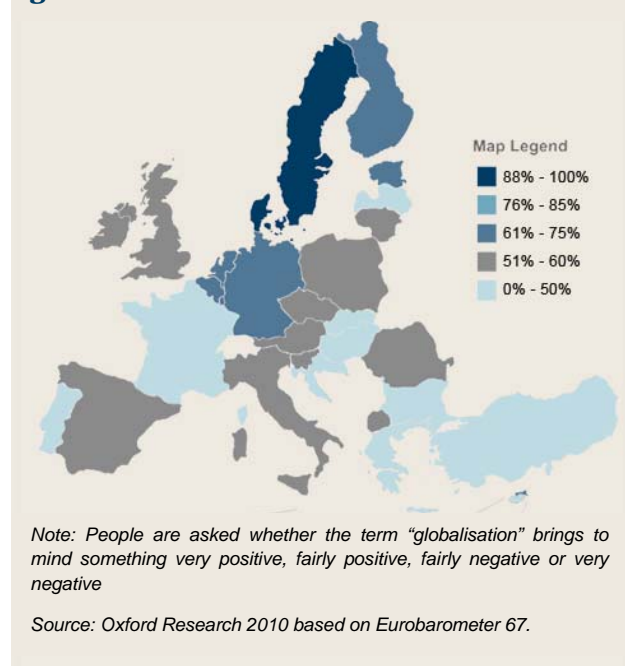 Map Legend
88% - 100%
76% - 85%
61% - 75%
51% - 60%
0% - 50%
Note: People are asked whether the term “globalisation” brings to
mind something very positive, fairly positive, fairly negative or very
negative
Source: Oxford Research 2010 based on Eurobarometer 67.